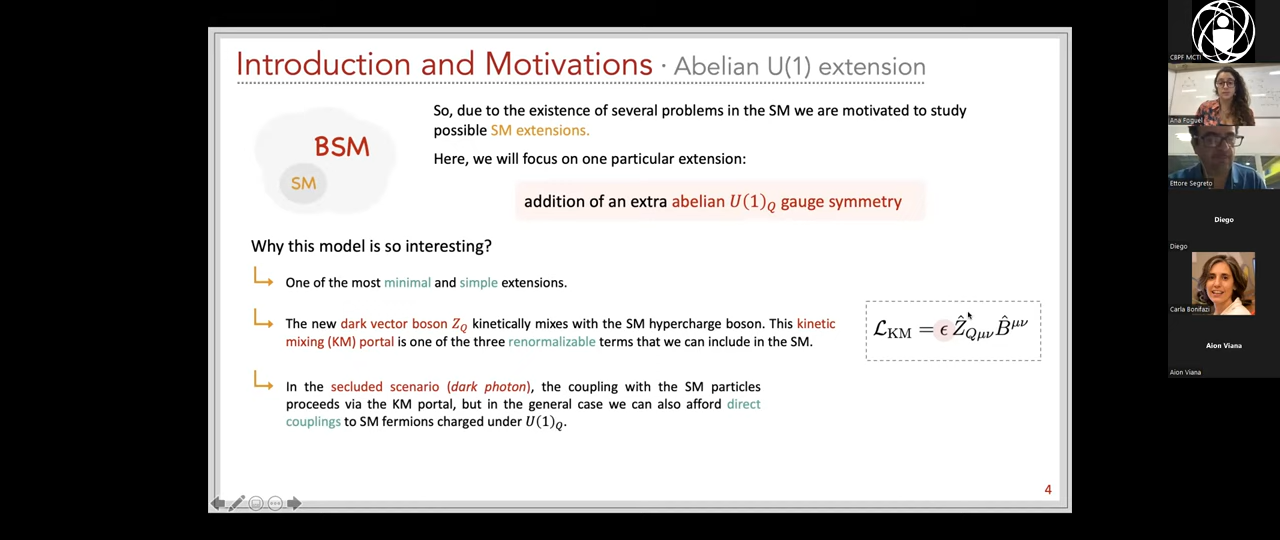 Introduction and Motivations · Abelian U(1) extension
BSM
SM
So, due to the existence of several problems in the SM we are motivated to study
possible SM extensions.
Here, we will focus on one particular extension:
addition of an extra abelian U(1)_Q gauge symmetry
Why this model is so interesting?
One of the most minimal and simple extensions.
The new dark vector boson Z_Q kinetically mixes with the SM hypercharge boson. This kinetic
mixing (KM) portal is one of the three renormalizable terms that we can include in the SM.
ℒ_KM = ϵ Ẑ_Qμν B̂^μν
In the secluded scenario (dark photon), the coupling with the SM particles
proceeds via the KM portal, but in the general case we can also afford direct
couplings to SM fermions charged under U(1)_Q.
4
CBPF MCTI
Ana Foguel
Ettore Segreto
Diego
Diego
Carla Bonifazi
Aion Viana
Aion Viana